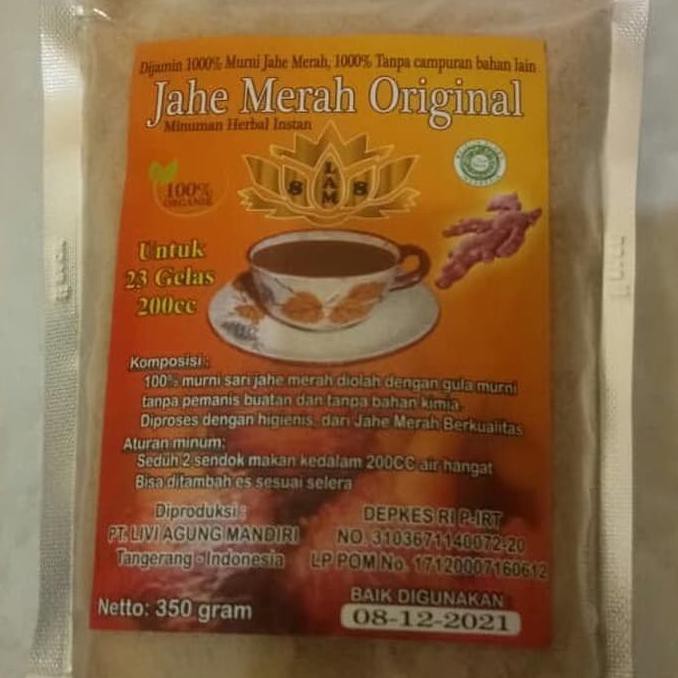 Dijamin 1000% Murni Jahe Merah, 1000% Tanpa campuran bahan lain
Jahe Merah Original
Minuman Herbal Instan
8 LAM 8
100%
ORGANIK
Untuk
23 Gelas
200cc
Komposisi :
100% murni sari jahe merah diolah dengan gula murni
tanpa pemanis buatan dan tanpa bahan kimia.
Diproses dengan higienis, dari Jahe Merah Berkualitas
Aturan minum:
Seduh 2 sendok makan kedalam 200CC air hangat
Bisa ditambah es sesuai selera
Diproduksi :
PT. LIVI AGUNG MANDIRI
Tangerang - Indonesia
DEPKES RI P-IRT
NO. 3103671140072-20
LP POM No. 17120007160612
Netto: 350 gram
BAIK DIGUNAKAN
08-12-2021